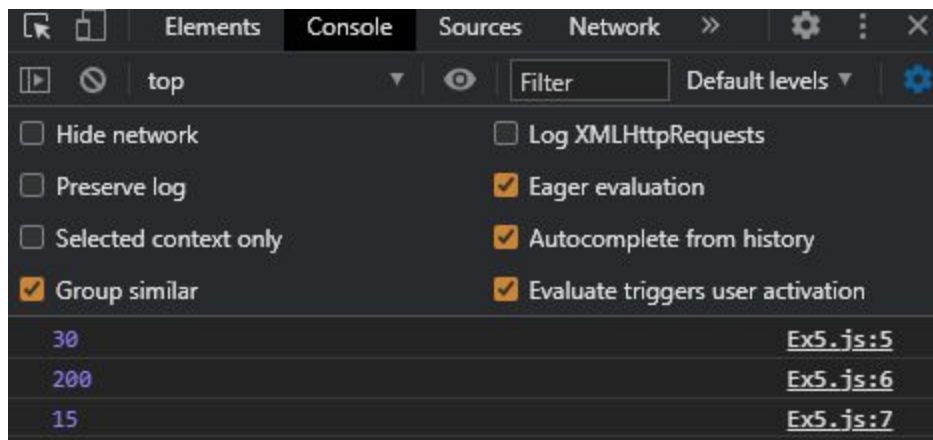 Elements Console Sources Network »
top Filter Default levels
Hide network Log XMLHttpRequests
Preserve log Eager evaluation
Selected context only Autocomplete from history
Group similar Evaluate triggers user activation
30 Ex5.js:5
200 Ex5.js:6
15 Ex5.js:7